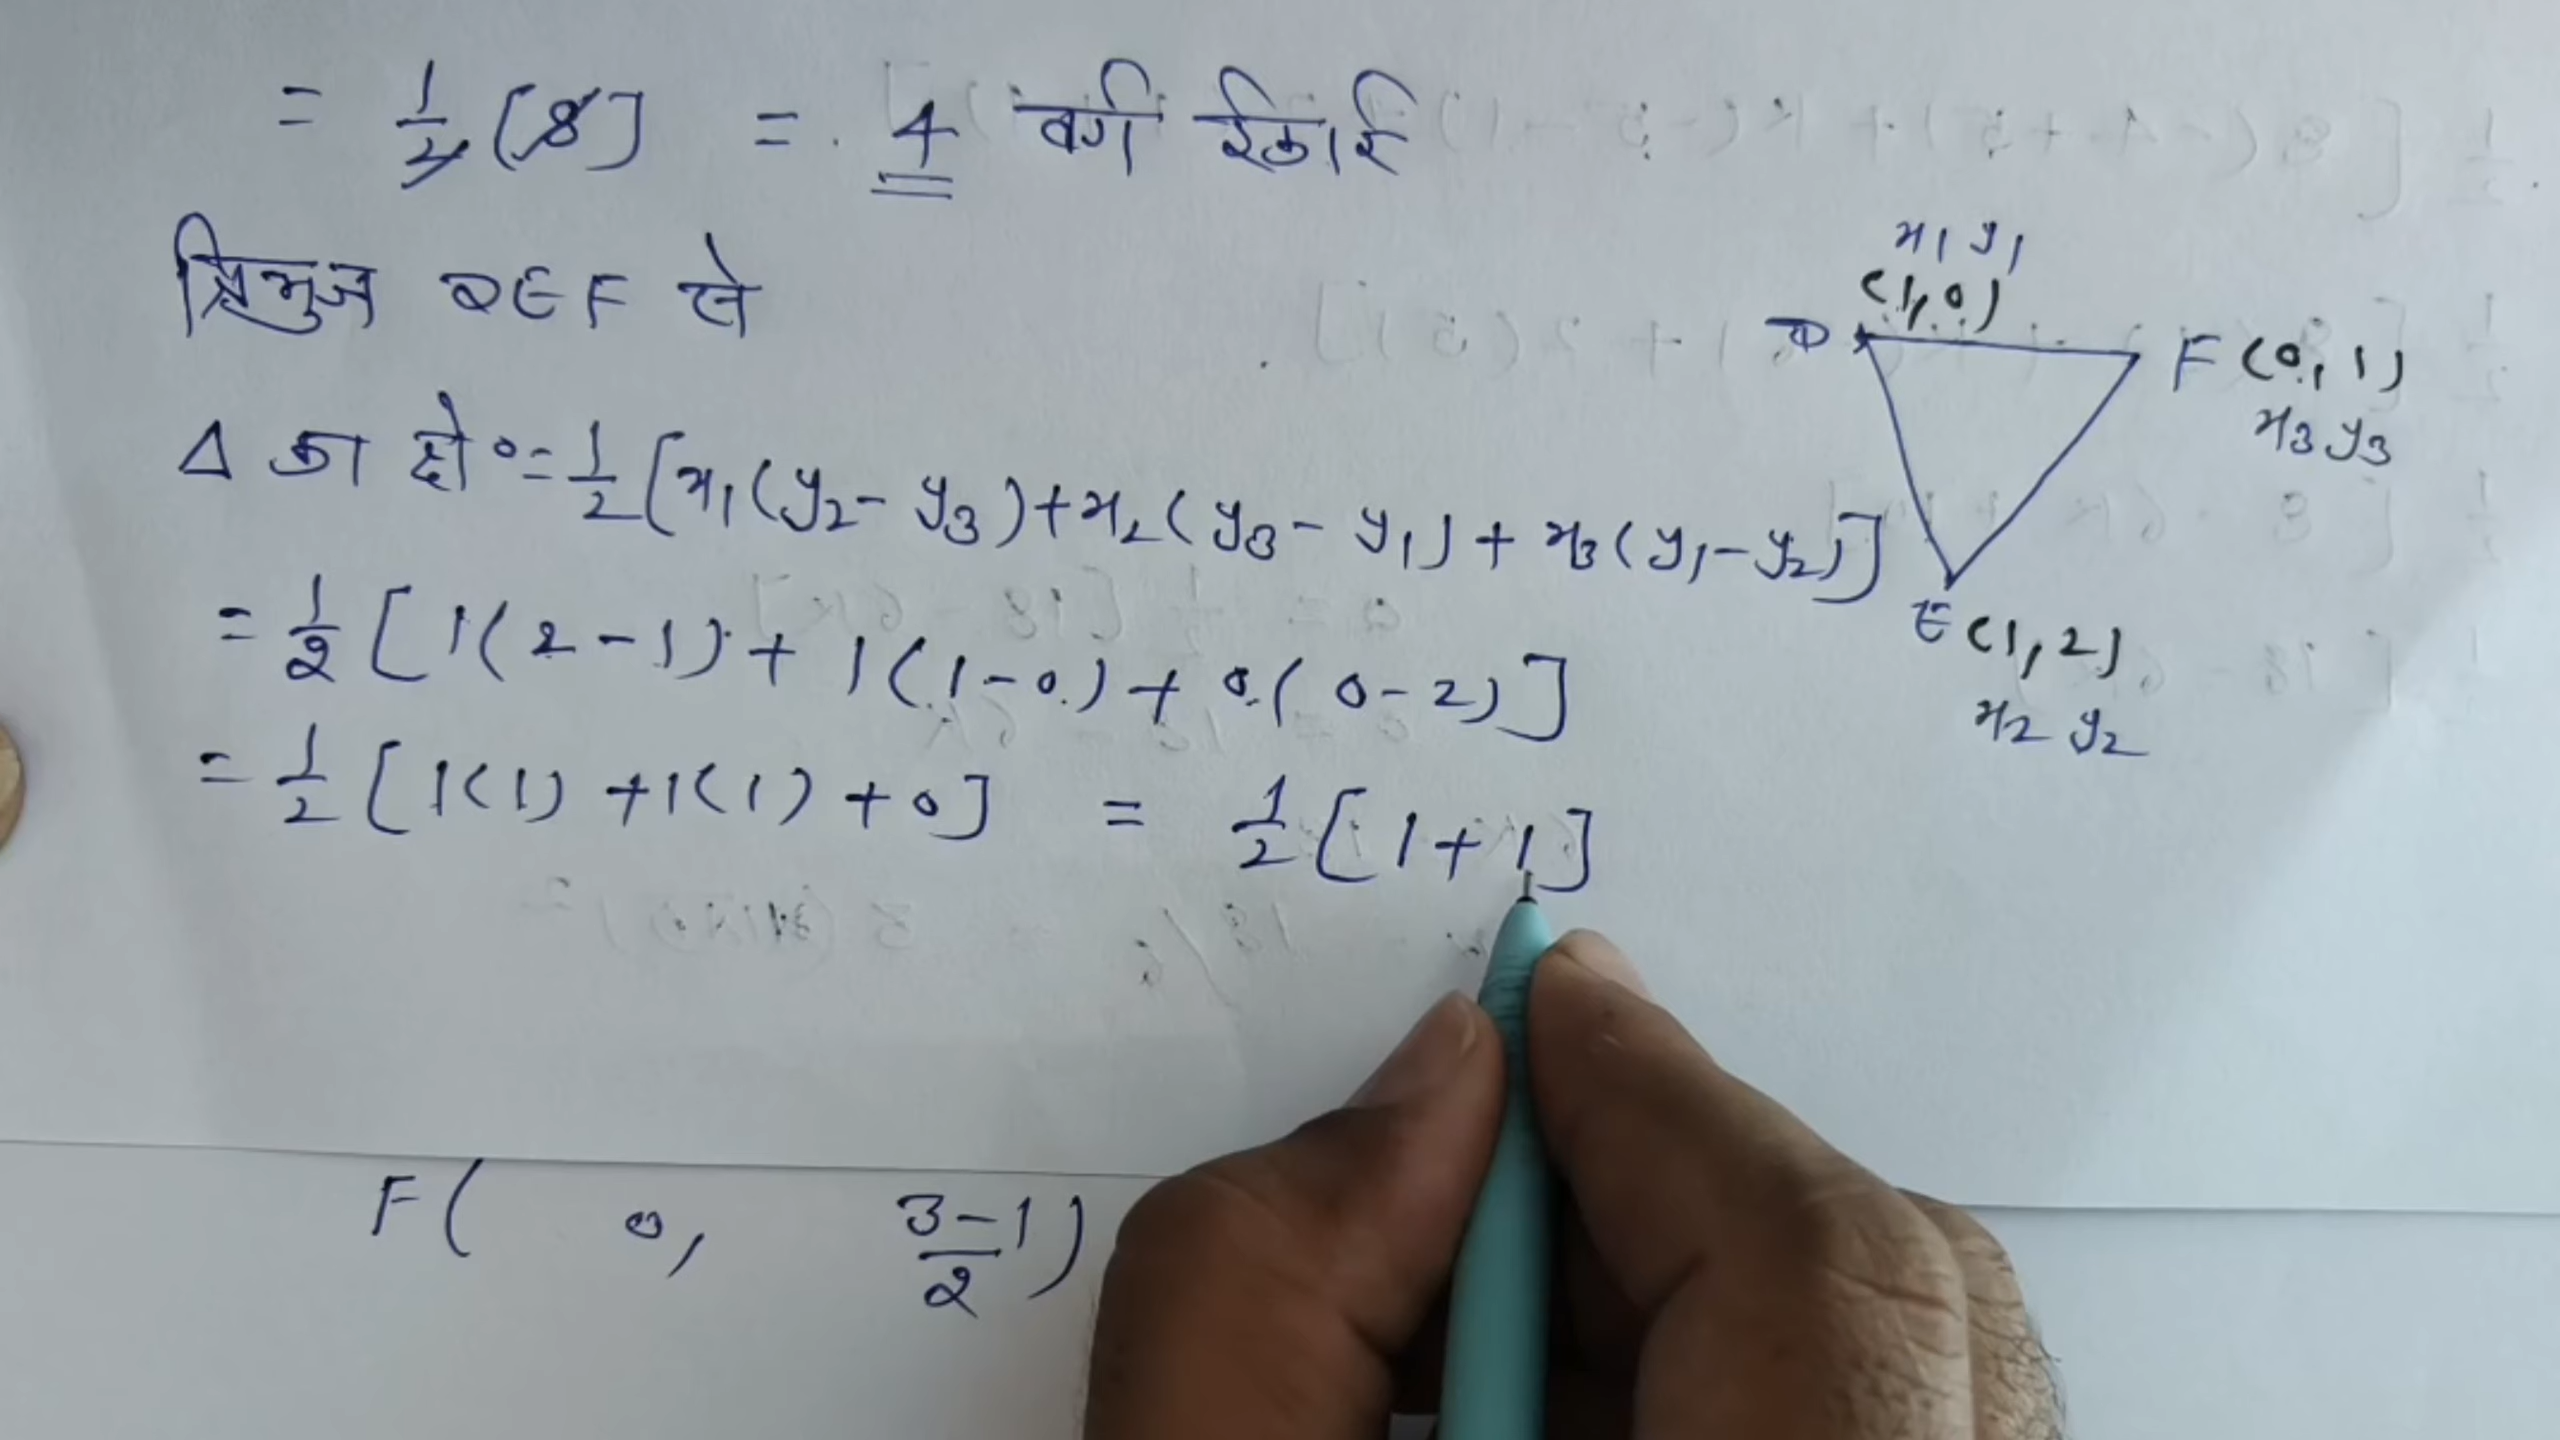 = 1/2 [8] = 4 वर्ग ईकाई
त्रिभुज DEF से
x1 y1
(1,0)
D
F (0,1)
x3 y3
E (1,2)
x2 y2
Δ का क्षे० = 1/2 [x1(y2 - y3) + x2(y3 - y1) + x3(y1 - y2)]
= 1/2 [1(2 - 1) + 1(1 - 0) + 0(0 - 2)]
= 1/2 [1(1) + 1(1) + 0] = 1/2 [1 + 1]
F( 0, 3-1/2 )